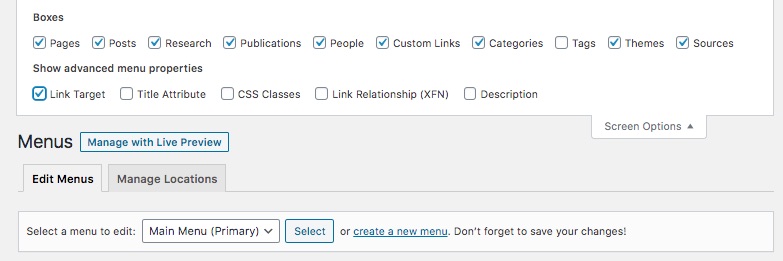 Boxes
Pages Posts Research Publications People Custom Links Categories Tags Themes Sources
Show advanced menu properties
Link Target Title Attribute CSS Classes Link Relationship (XFN) Description
Screen Options
Menus Manage with Live Preview
Edit Menus Manage Locations
Select a menu to edit: Main Menu (Primary) Select or create a new menu. Don’t forget to save your changes!